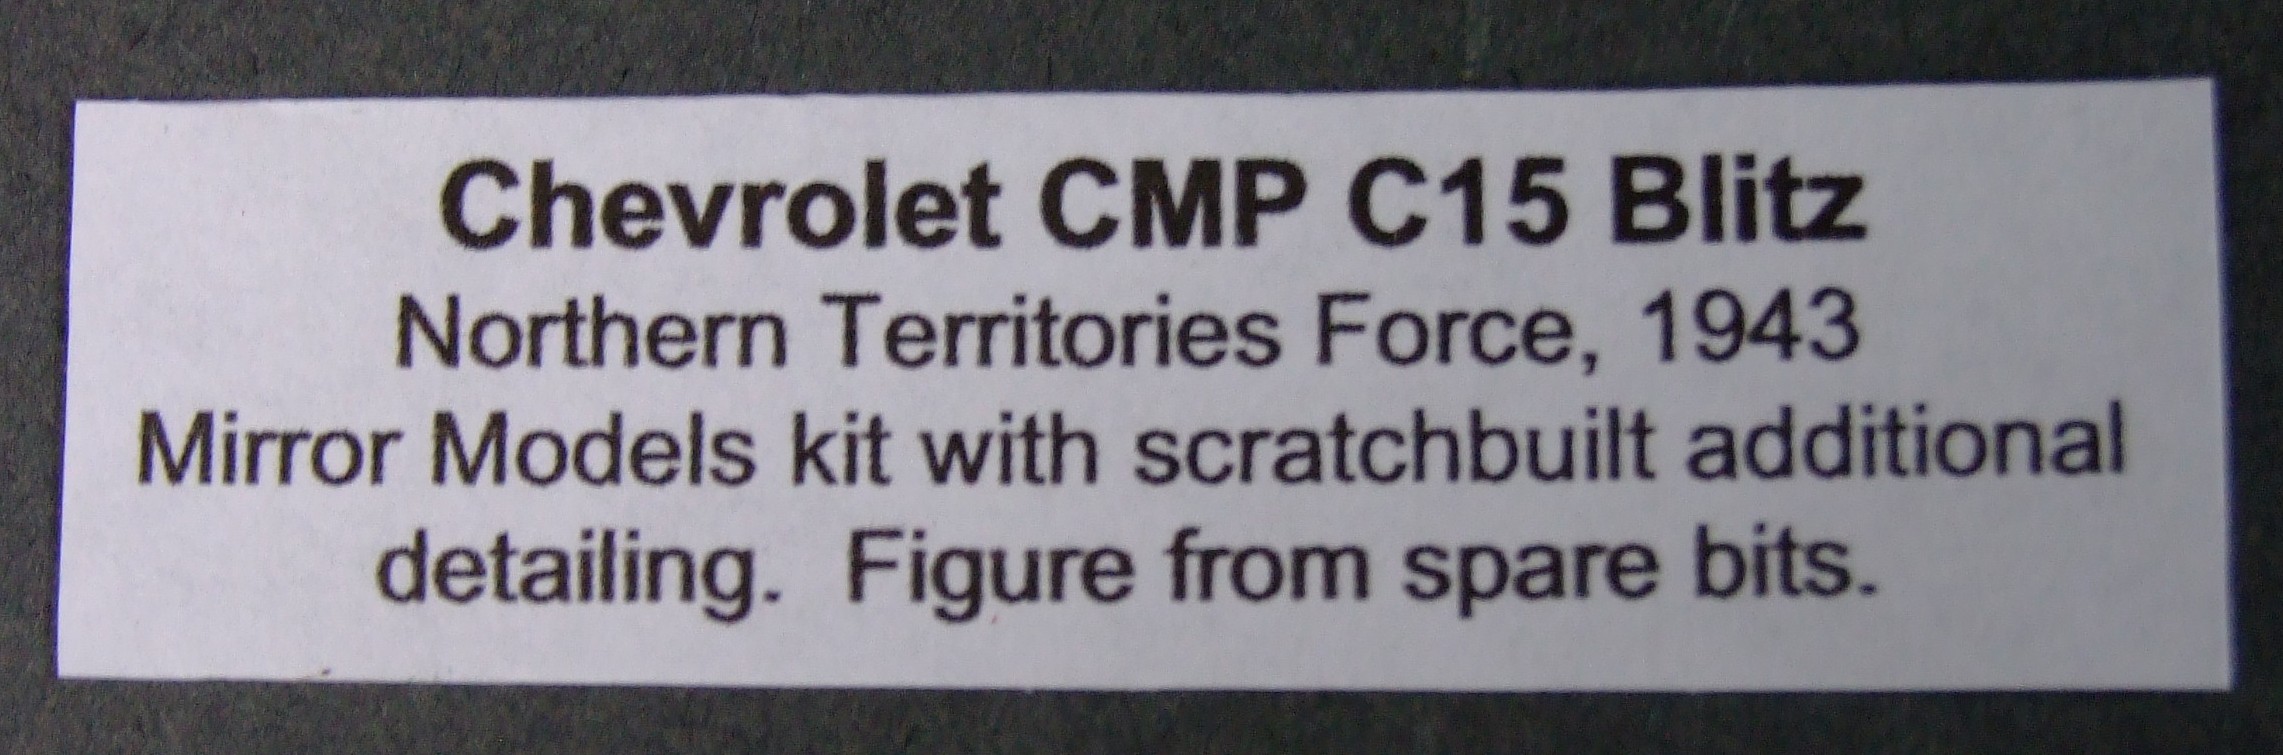 Chevrolet CMP C15 Blitz
Northern Territories Force, 1943
Mirror Models kit with scratchbuilt additional
detailing.  Figure from spare bits.